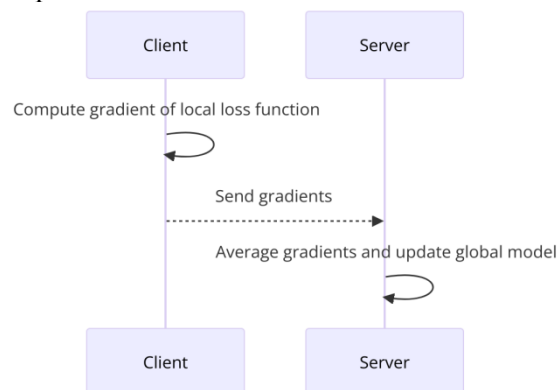 Client Server
Compute gradient of local loss function
Send gradients
Average gradients and update global model
Client Server